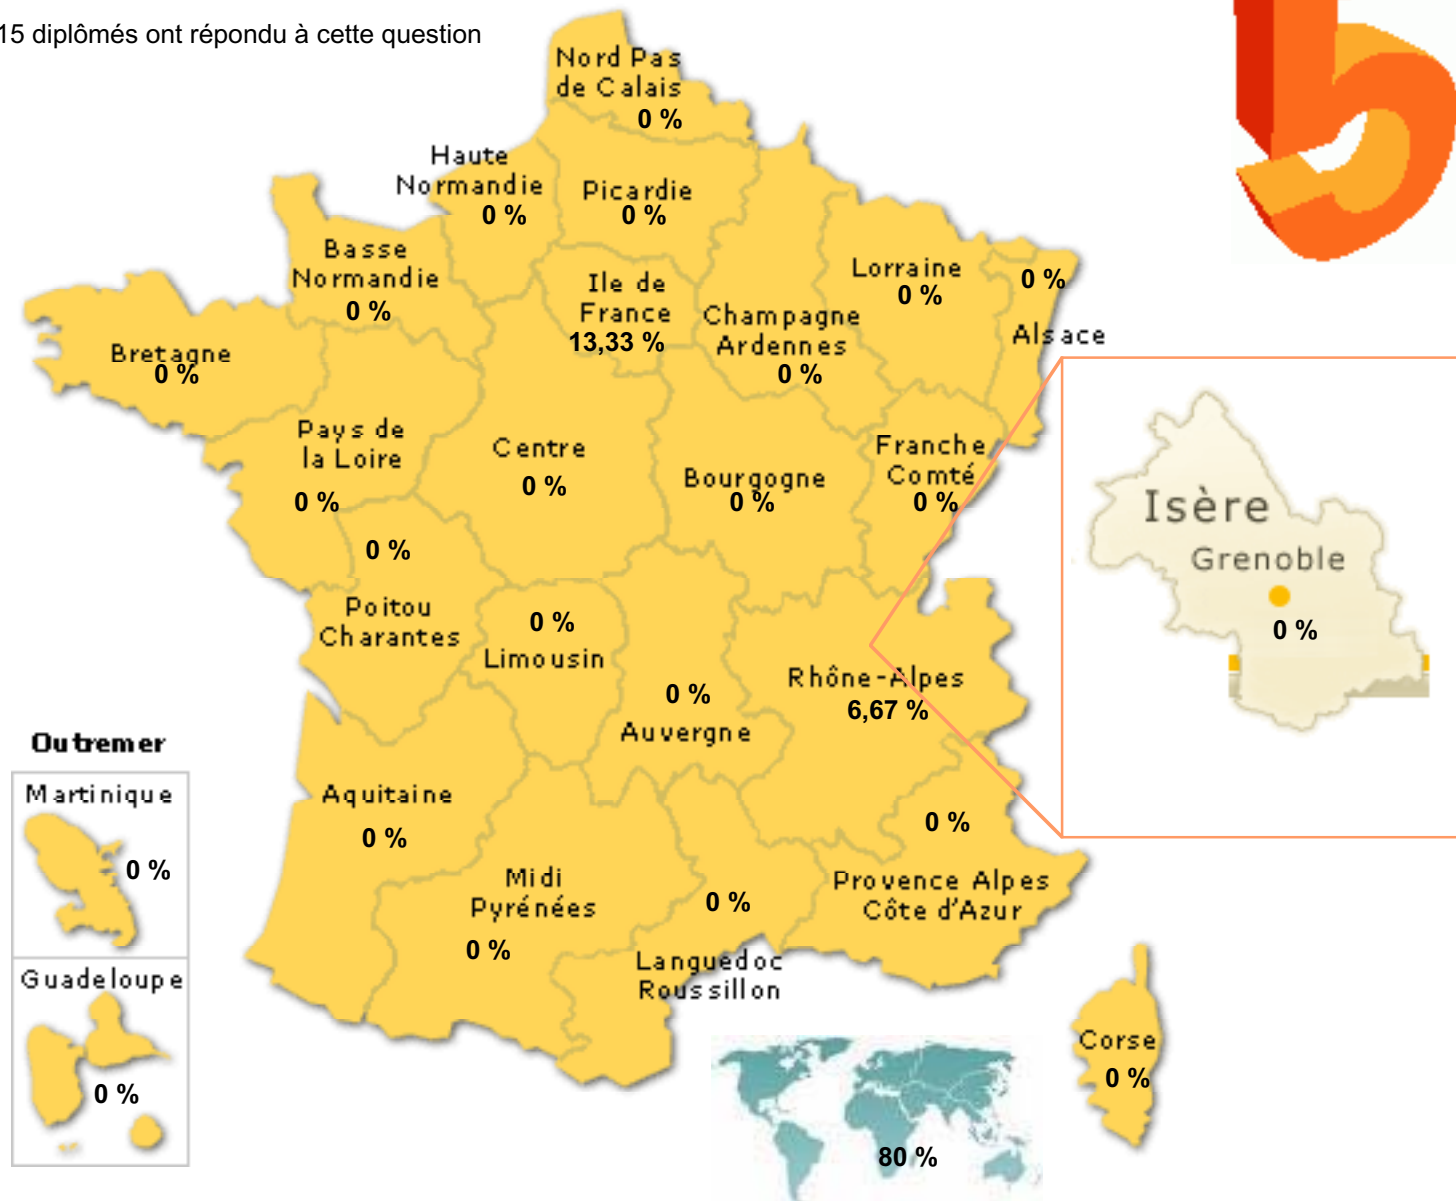 15 diplômés ont répondu à cette question
Nord Pas
de Calais
0 %
Haute
Normandie
0 %
Picardie
0 %
Basse
Normandie
0 %
Ile de
France
13,33 %
Champagne
Ardennes
0 %
Lorraine
0 %
0 %
Alsace
Bretagne
0 %
Pays de
la Loire
0 %
Centre
0 %
Bourgogne
0 %
Franche
Comté
0 %
Isère
Grenoble
0 %
0 %
Poitou
Charantes
0 %
Limousin
0 %
Auvergne
Rhône-Alpes
6,67 %
Outremer
Martinique
0 %
Guadeloupe
0 %
Aquitaine
0 %
Midi
Pyrénées
0 %
0 %
Languedoc
Roussillon
0 %
Provence Alpes
Côte d'Azur
Corse
0 %
80 %